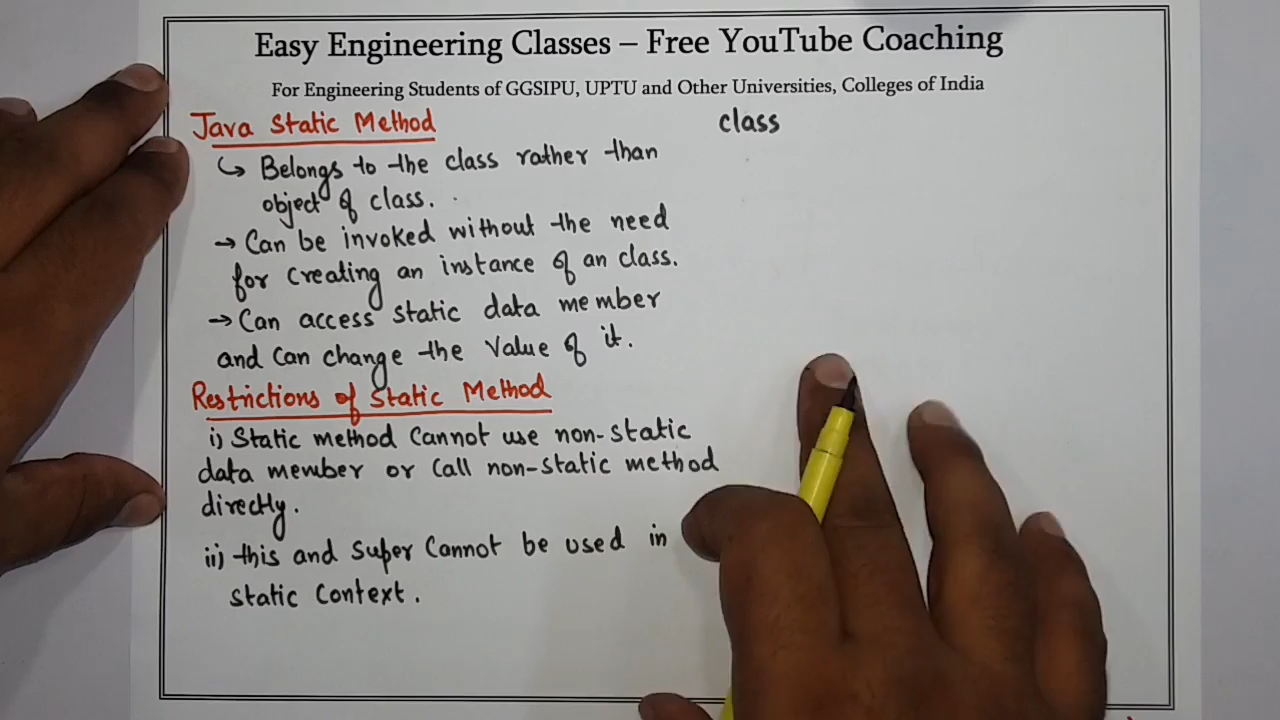 Easy Engineering Classes – Free YouTube Coaching
For Engineering Students of GGSIPU, UPTU and Other Universities, Colleges of India
Java Static Method
↳ Belongs to the class rather than
object of class.
→ Can be invoked without the need
for creating an instance of an class.
→ Can access static data member
and can change the value of it.
Restrictions of Static Method
i) Static method cannot use non-static
data member or call non-static method
directly.
ii) this and super cannot be used in
static context.
class